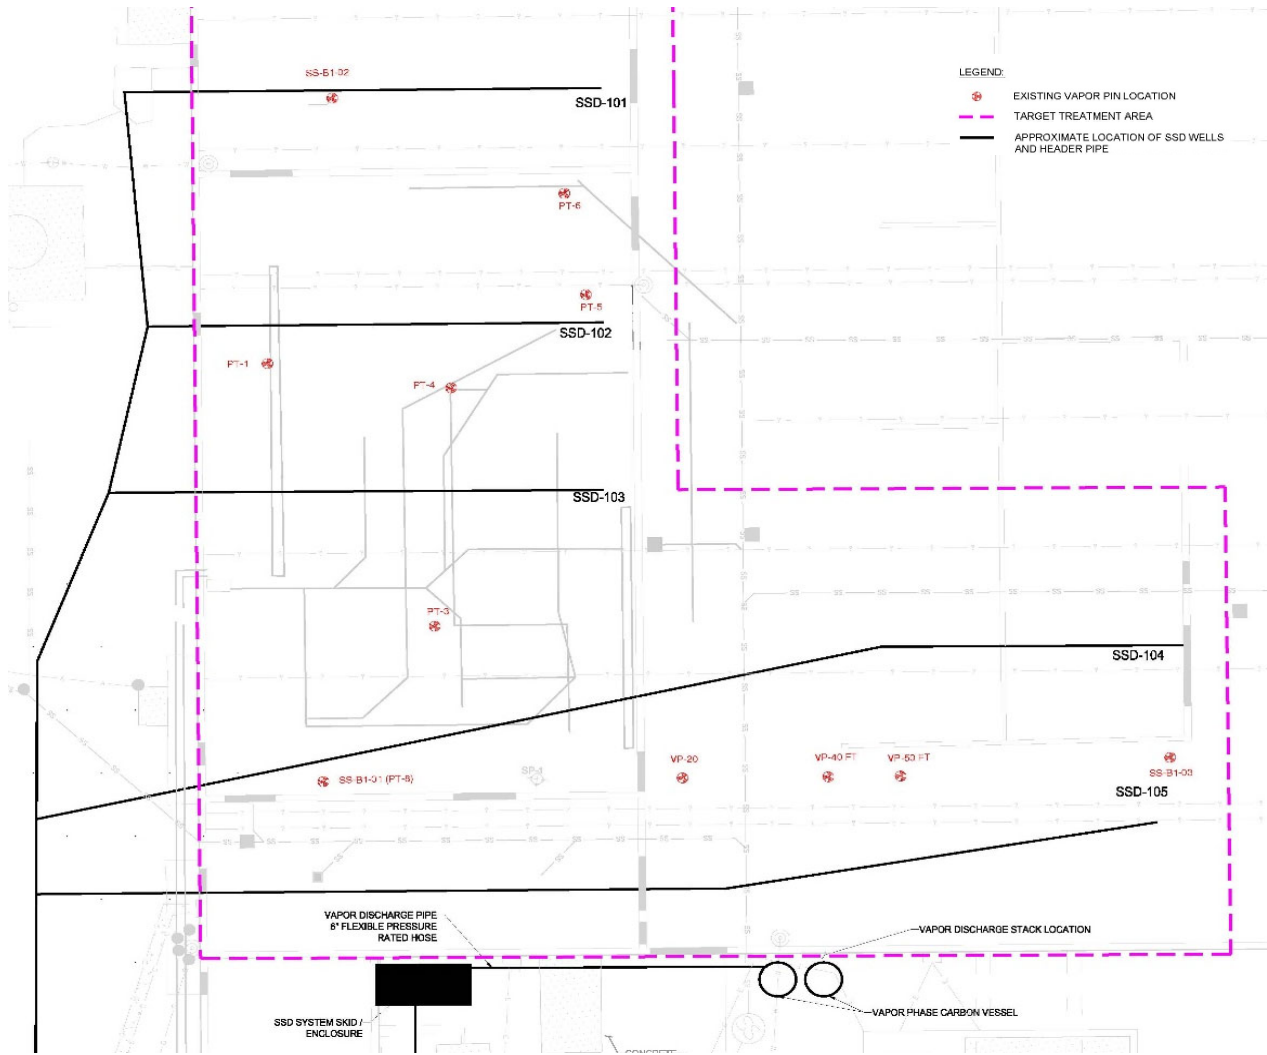 SS-B1-02
SSD-101
LEGEND:
EXISTING VAPOR PIN LOCATION
TARGET TREATMENT AREA
APPROXIMATE LOCATION OF SSD WELLS
AND HEADER PIPE
PT-6
PT-5
SSD-102
PT-1
PT-4
SSD-103
PT-3
SSD-104
VP-20
VP-40 FT
VP-50 FT
SS-B1-03
SS-B1-01 (PT-8)
SP-1
SSD-105
VAPOR DISCHARGE PIPE
6" FLEXIBLE PRESSURE
RATED HOSE
VAPOR DISCHARGE STACK LOCATION
SSD SYSTEM SKID /
ENCLOSURE
VAPOR PHASE CARBON VESSEL
CONCRETE